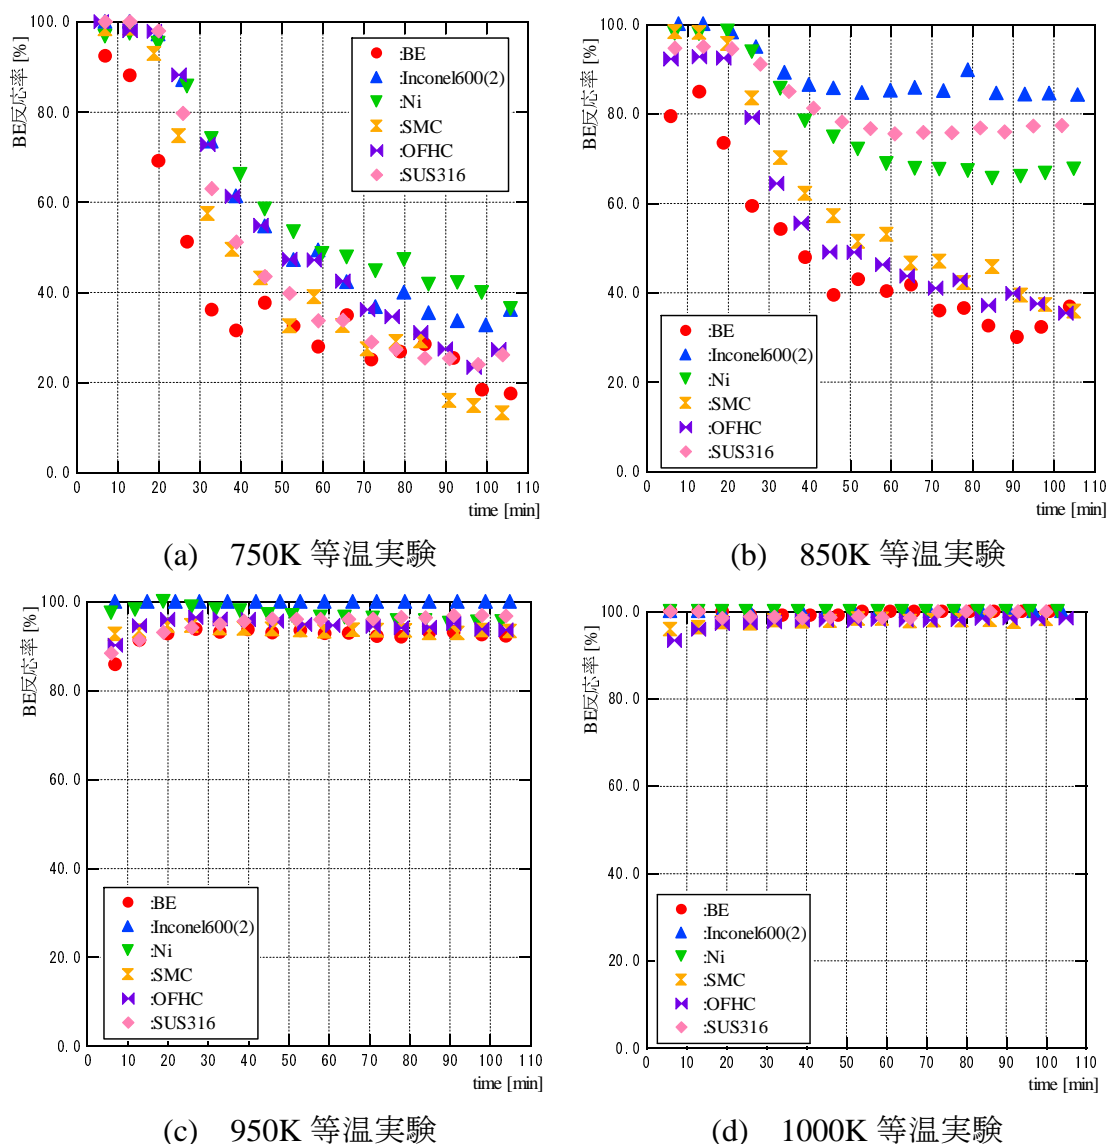 BE反応率 [%]
100. 0
80. 0
60. 0
40. 0
20. 0
0. 0
:BE
:Inconel600(2)
:Ni
:SMC
:OFHC
:SUS316
0 10 20 30 40 50 60 70 80 90 100 110
time [min]
(a) 750K 等温実験
BE反応率 [%]
100. 0
80. 0
60. 0
40. 0
20. 0
0. 0
:BE
:Inconel600(2)
:Ni
:SMC
:OFHC
:SUS316
0 10 20 30 40 50 60 70 80 90 100 110
time [min]
(b) 850K 等温実験
BE反応率 [%]
100. 0
80. 0
60. 0
40. 0
20. 0
0. 0
:BE
:Inconel600(2)
:Ni
:SMC
:OFHC
:SUS316
0 10 20 30 40 50 60 70 80 90 100 110
time [min]
(c) 950K 等温実験
BE反応率 [%]
100. 0
80. 0
60. 0
40. 0
20. 0
0. 0
:BE
:Inconel600(2)
:Ni
:SMC
:OFHC
:SUS316
0 10 20 30 40 50 60 70 80 90 100 110
time [min]
(d) 1000K 等温実験